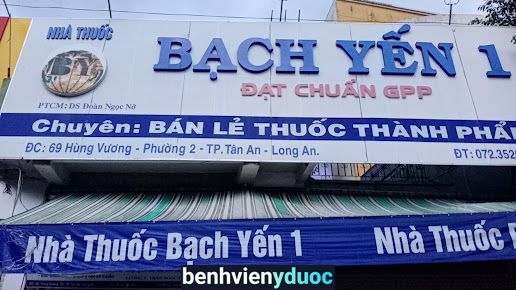 NHÀ THUỐC
BẠCH YẾN 1
ĐẠT CHUẨN GPP
PTCM: DS Đoàn Ngọc Nở
Chuyên: BÁN LẺ THUỐC THÀNH PHẨM
ĐC: 69 Hùng Vương - Phường 2 - TP.Tân An - Long An.
ĐT: 072.352
Nhà Thuốc Bạch Yến 1
Nhà Thuốc
benhvienyduoc